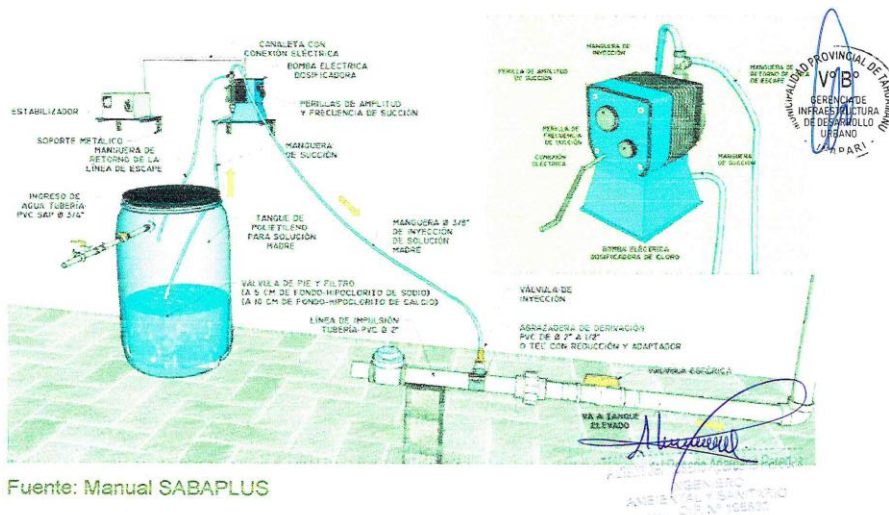 CANALETA CON
CONEXIÓN ELÉCTRICA
BOMBA ELÉCTRICA
DOSIFICADORA
PERILLAS DE AMPLITUD
Y FRECUENCIA DE SUCCIÓN
ESTABILIZADOR
SOPORTE METÁLICO
MANGUERA DE
RETORNO DE LA
LÍNEA DE ESCAPE
MANGUERA
DE SUCCIÓN
INGRESO DE
AGUA TUBERÍA
PVC SAP Ø 3/4"
TANQUE DE
POLIETILENO
PARA SOLUCIÓN
MADRE
MANGUERA Ø 3/8"
DE INYECCIÓN
DE SOLUCIÓN
MADRE
VÁLVULA DE PIE Y FILTRO
(A 5 CM DE FONDO-HIPOCLORITO DE SODIO)
(A 10 CM DE FONDO-HIPOCLORITO DE CALCIO)
LÍNEA DE IMPULSIÓN
TUBERÍA-PVC Ø 2"
VÁLVULA DE
INYECCIÓN
ABRAZADERA DE DERIVACIÓN
PVC DE Ø 2" A 1/2"
O TEE CON REDUCCIÓN Y ADAPTADOR
VÁLVULA ESFÉRICA
VA A TANQUE
ELEVADO
MANGUERA DE
INYECCIÓN
PERILLA DE AMPLITUD
DE SUCCIÓN
MANGUERA DE
RETORNO DE
DE ESCAPE
PERILLA DE
FRECUENCIA
DE SUCCIÓN
CONEXIÓN
ELÉCTRICA
MANGUERA
DE SUCCIÓN
BOMBA ELÉCTRICA
DOSIFICADORA DE CLORO
MUNICIPALIDAD PROVINCIAL DE
V°B°
GERENCIA DE
INFRAESTRUCTURA
DE DESARROLLO
URBANO
INGENIERO
AMBIENTAL Y SANITARIO
Fuente: Manual SABAPLUS